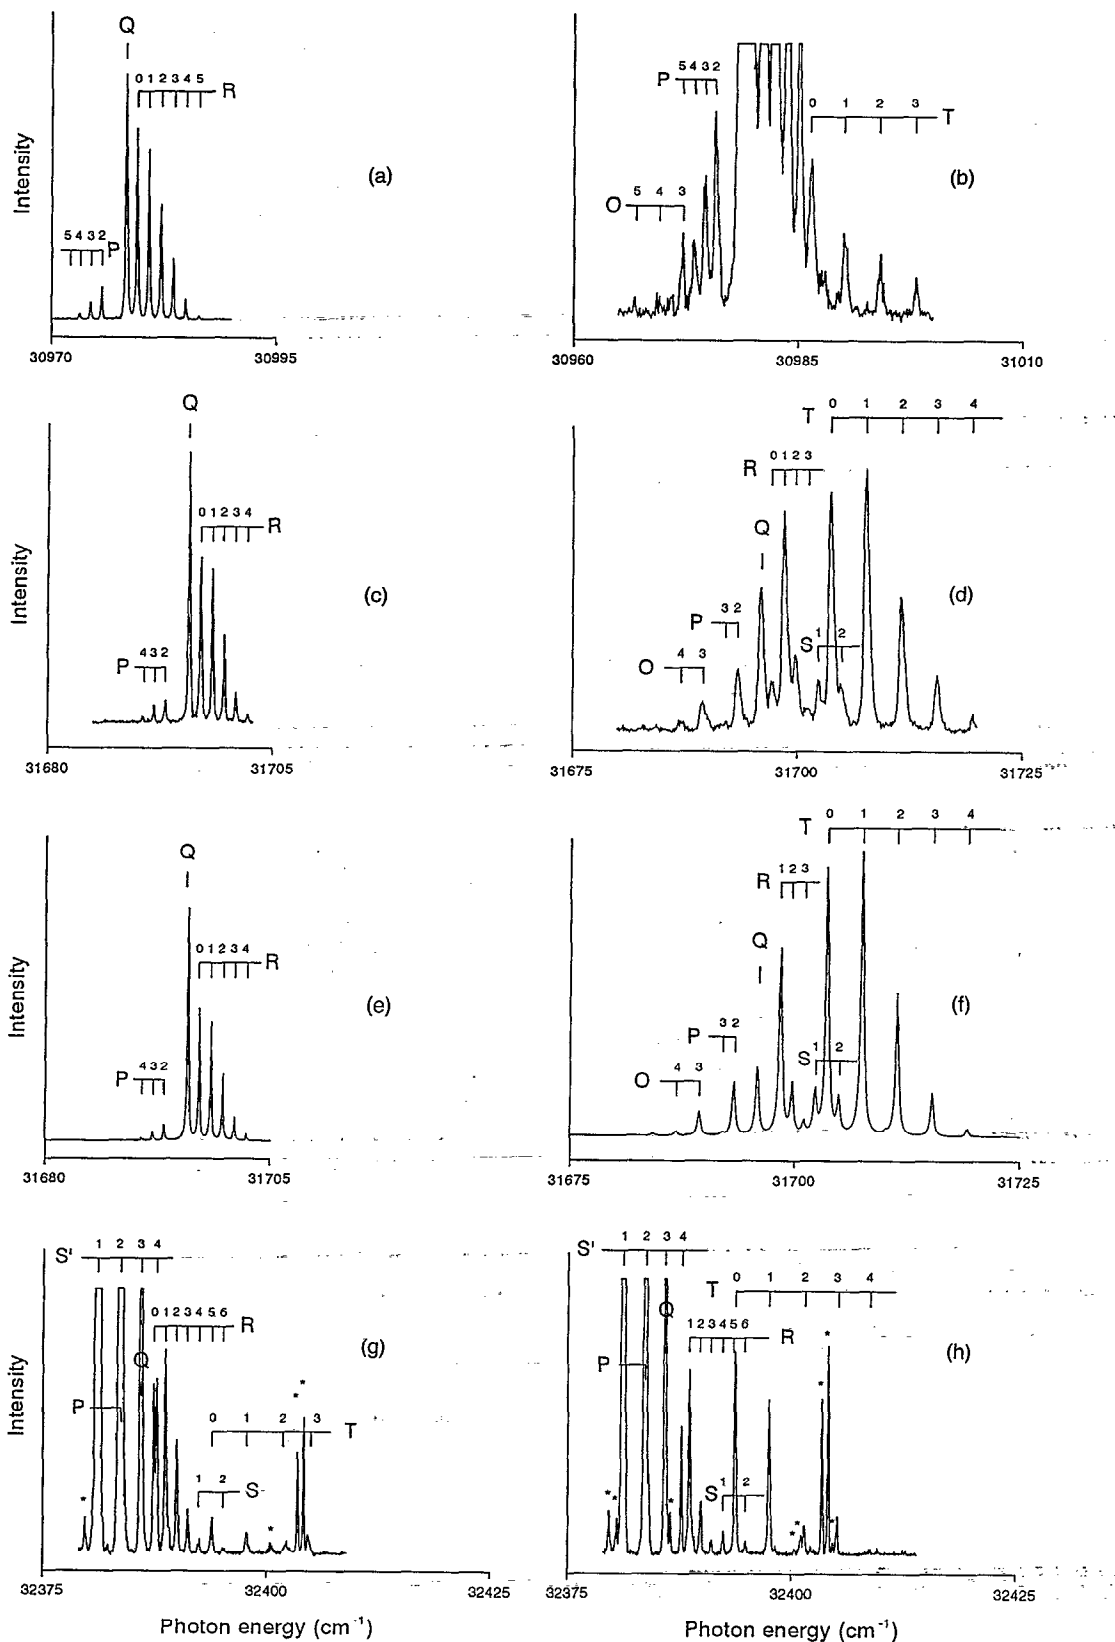 Q
0 1 2 3 4 5 R
Intensity
(a)
5 4 3 2 P
30970 30995
P 5 4 3 2
0 1 2 3 T
(b)
O 5 4 3
30960 30985 31010
Q
0 1 2 3 4 R
Intensity
(c)
P 4 3 2
31680 31705
T 0 1 2 3 4
R 0 1 2 3
Q
(d)
P 3 2
S 1 2
O 4 3
31675 31700 31725
Q
0 1 2 3 4 R
Intensity
(e)
P 4 3 2
31680 31705
T 0 1 2 3 4
R 1 2 3
Q
(f)
P 3 2
S 1 2
O 4 3
31675 31700 31725
S' 1 2 3 4
0 1 2 3 4 5 6 R
Q
(g)
Intensity
P
* *
0 1 2 3 T
1 2 S
* *
32375 32400 32425
Photon energy (cm⁻¹)
S' 1 2 3 4
T 0 1 2 3 4
Q
1 2 3 4 5 6 R
(h)
P
* *
S 1 2
* * * * * *
32375 32400 32425
Photon energy (cm⁻¹)